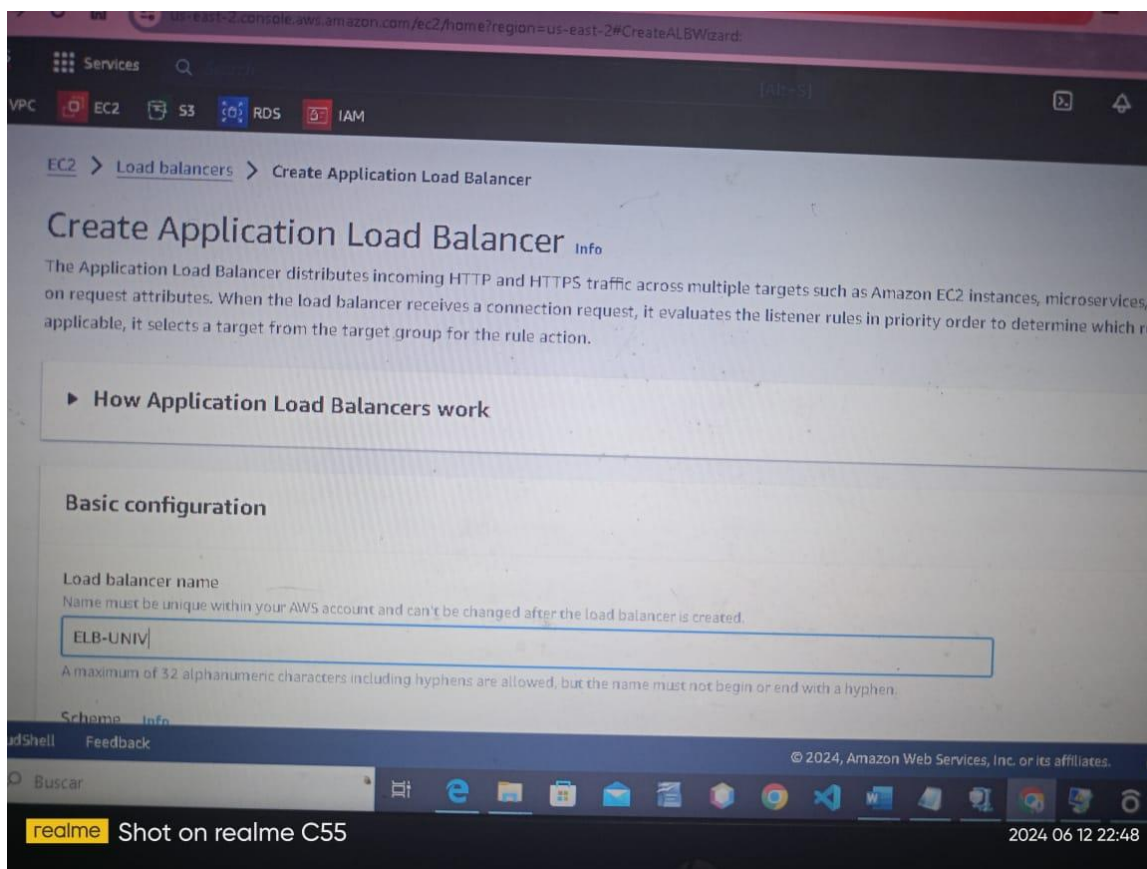 us-east-2.console.aws.amazon.com/ec2/home?region=us-east-2#CreateALBWizard:
Services
[Alt+S]
VPC EC2 S3 RDS IAM
EC2 > Load balancers > Create Application Load Balancer
Create Application Load Balancer Info
The Application Load Balancer distributes incoming HTTP and HTTPS traffic across multiple targets such as Amazon EC2 instances, microservices,
on request attributes. When the load balancer receives a connection request, it evaluates the listener rules in priority order to determine which r
applicable, it selects a target from the target group for the rule action.
How Application Load Balancers work
Basic configuration
Load balancer name
Name must be unique within your AWS account and can't be changed after the load balancer is created.
ELB-UNIV
A maximum of 32 alphanumeric characters including hyphens are allowed, but the name must not begin or end with a hyphen.
Scheme Info
udShell Feedback
© 2024, Amazon Web Services, Inc. or its affiliates.
Buscar
realme Shot on realme C55
2024 06 12 22:48